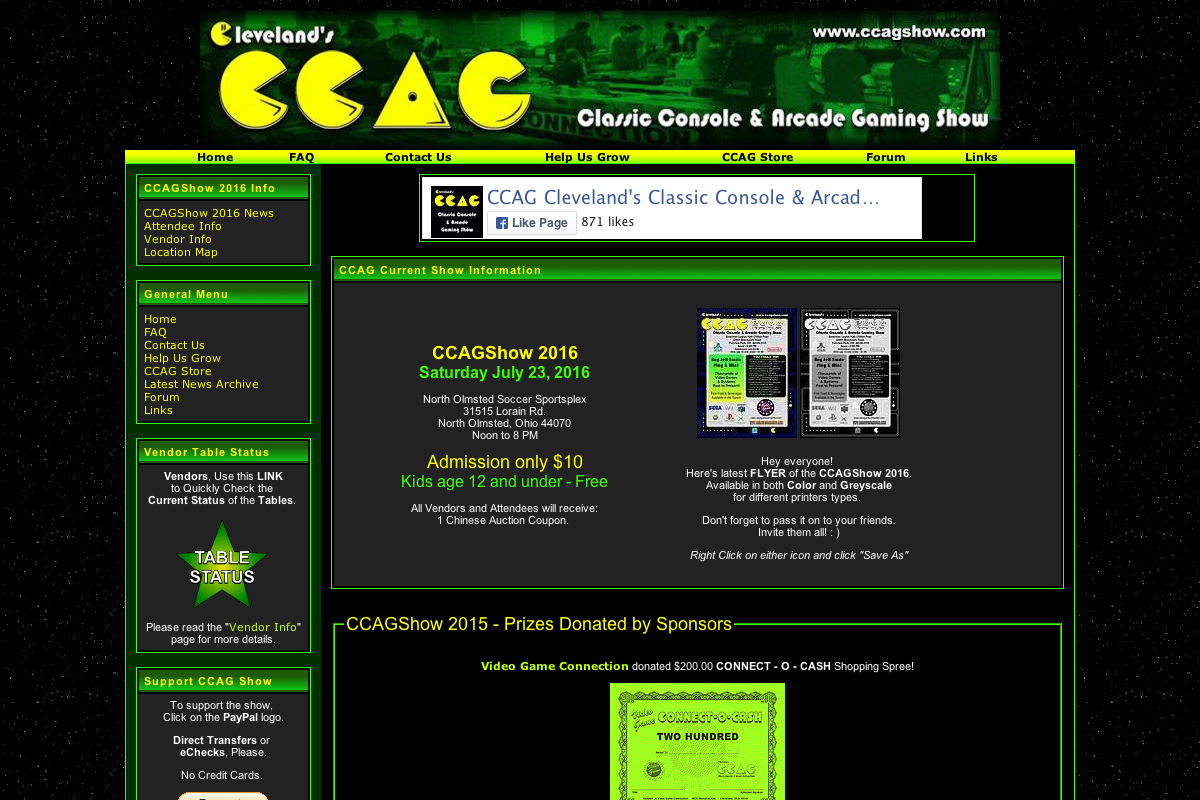 Cleveland's
www.ccagshow.com
CCAG
Classic Console & Arcade Gaming Show
Home FAQ Contact Us Help Us Grow CCAG Store Forum Links
CCAGShow 2016 Info
CCAGShow 2016 News
Attendee Info
Vendor Info
Location Map
General Menu
Home
FAQ
Contact Us
Help Us Grow
CCAG Store
Latest News Archive
Forum
Links
Vendor Table Status
Vendors, Use this LINK
to Quickly Check the
Current Status of the Tables.
TABLE
STATUS
Please read the "Vendor Info"
page for more details.
Support CCAG Show
To support the show,
Click on the PayPal logo.
Direct Transfers or
eChecks, Please.
No Credit Cards.
CCAG Cleveland's Classic Console & Arcad...
Like Page 871 likes
CCAG Current Show Information
CCAGShow 2016
Saturday July 23, 2016
North Olmsted Soccer Sportsplex
31515 Lorain Rd.
North Olmsted, Ohio 44070
Noon to 8 PM
Admission only $10
Kids age 12 and under - Free
All Vendors and Attendees will receive:
1 Chinese Auction Coupon.
Hey everyone!
Here's latest FLYER of the CCAGShow 2016.
Available in both Color and Greyscale
for different printers types.
Don't forget to pass it on to your friends.
Invite them all! : )
Right Click on either icon and click "Save As"
CCAGShow 2015 - Prizes Donated by Sponsors
Video Game Connection donated $200.00 CONNECT - O - CASH Shopping Spree!
Video Game CONNECT•O•CASH
TWO HUNDRED
CCAG